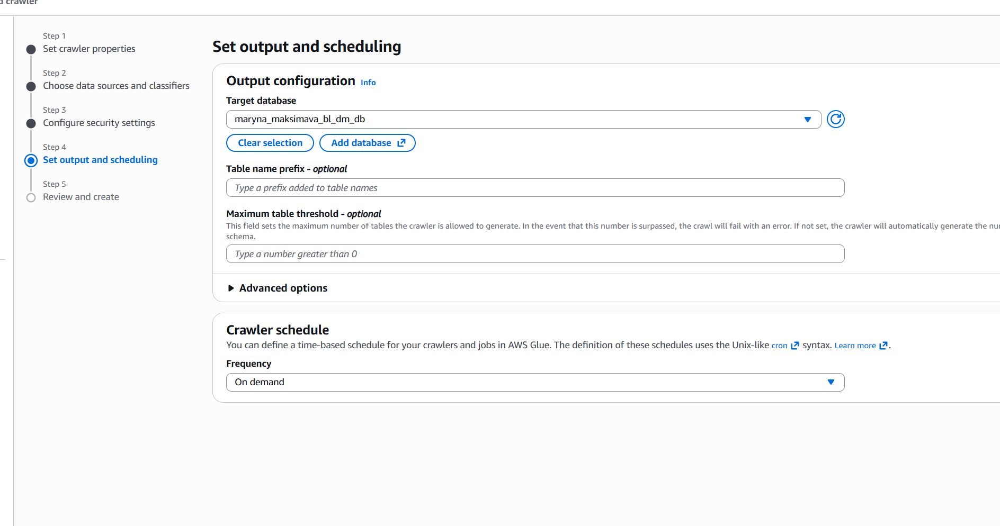 d crawler
Step 1
Set crawler properties
Step 2
Choose data sources and classifiers
Step 3
Configure security settings
Step 4
Set output and scheduling
Step 5
Review and create
Set output and scheduling
Output configuration Info
Target database
maryna_maksimava_bl_dm_db
Clear selection Add database
Table name prefix - optional
Type a prefix added to table names
Maximum table threshold - optional
This field sets the maximum number of tables the crawler is allowed to generate. In the event that this number is surpassed, the crawl will fail with an error. If not set, the crawler will automatically generate the
schema.
Type a number greater than 0
Advanced options
Crawler schedule
You can define a time-based schedule for your crawlers and jobs in AWS Glue. The definition of these schedules uses the Unix-like cron syntax. Learn more.
Frequency
On demand